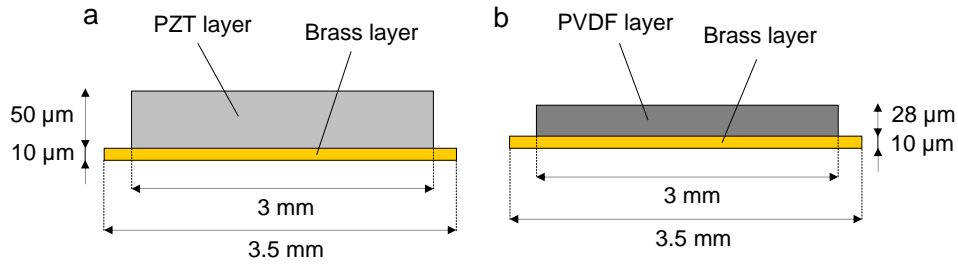 a
PZT layer
Brass layer
50 µm
10 µm
3 mm
3.5 mm
b
PVDF layer
Brass layer
28 µm
10 µm
3 mm
3.5 mm